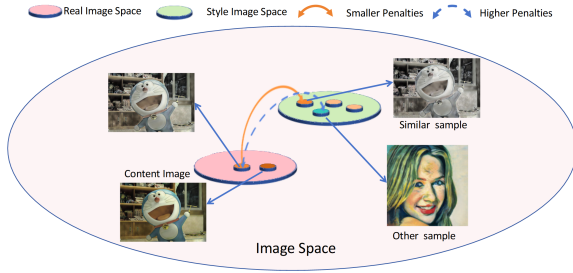 Real Image Space
Style Image Space
Smaller Penalties
Higher Penalties
Similar sample
Content Image
Other sample
Image Space